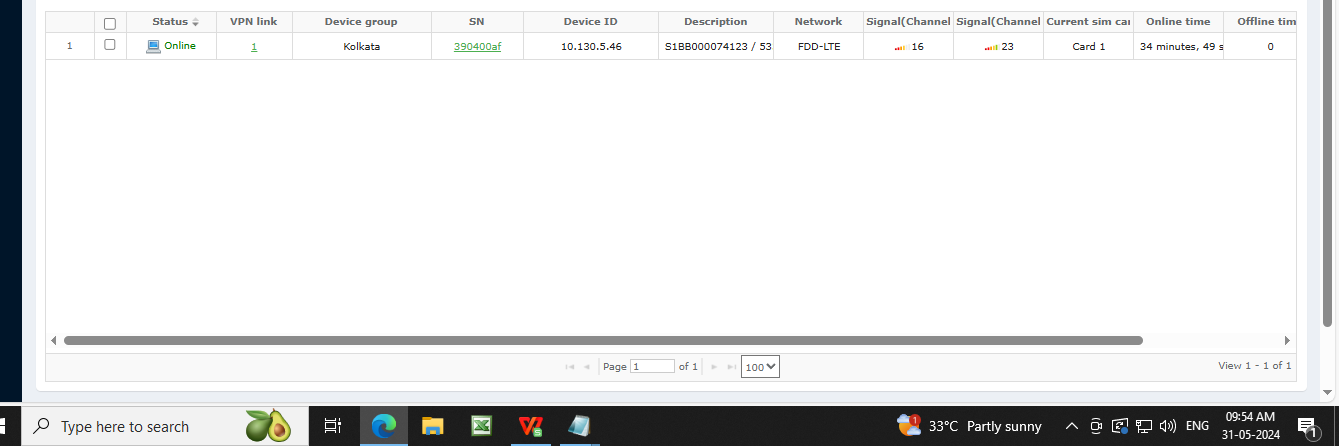 Status VPN link Device group SN Device ID Description Network Signal(Channel Signal(Channel Current sim car Online time Offline tim
1 Online 1 Kolkata 390400af 10.130.5.46 S1BB000074123 / 53 FDD-LTE 16 23 Card 1 34 minutes, 49 s 0
Page 1 of 1 100 View 1 - 1 of 1
Type here to search 1 33°C Partly sunny ENG 09:54 AM
31-05-2024 1